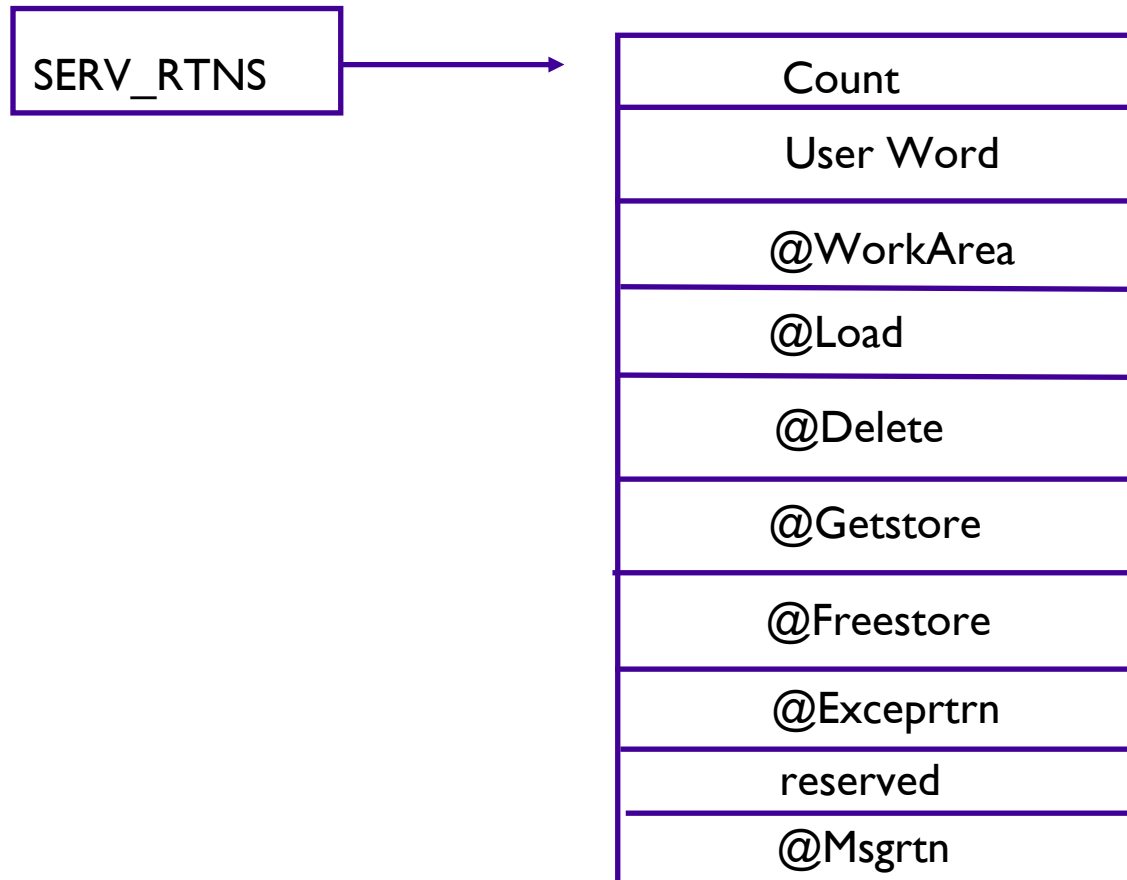 SERV_RTNS
Count
User Word
@WorkArea
@Load
@Delete
@Getstore
@Freestore
@Exceprtrn
reserved
@Msgrtn